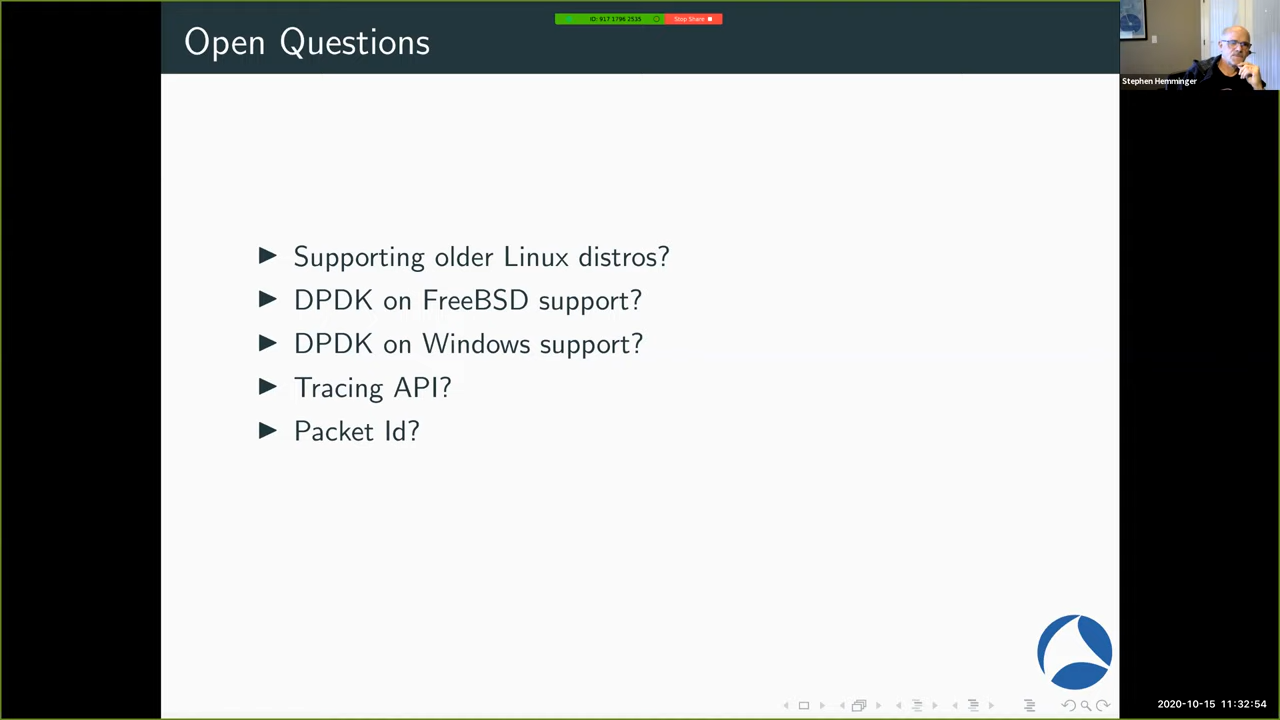 Open Questions
ID: 917 1796 2535
Stop Share
Stephen Hemminger
Supporting older Linux distros?
DPDK on FreeBSD support?
DPDK on Windows support?
Tracing API?
Packet Id?
2020-10-15 11:32:54